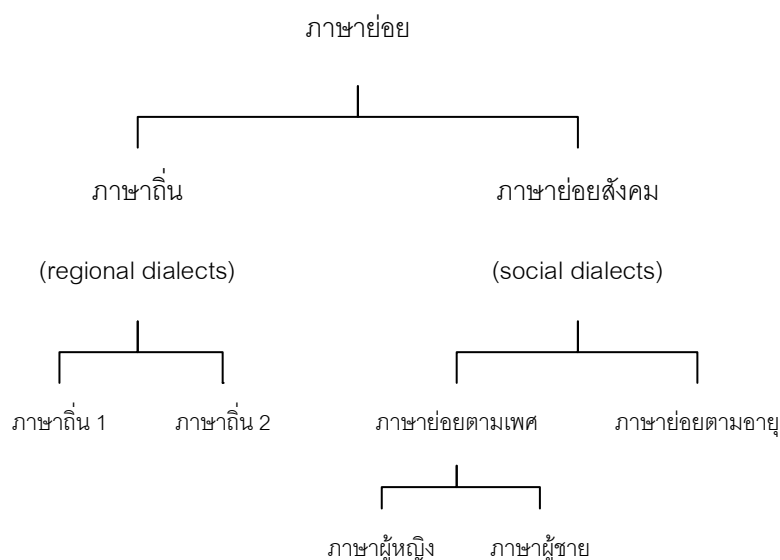 ภาษาย่อย
ภาษาถิ่น ภาษาย่อยสังคม
(regional dialects) (social dialects)
ภาษาถิ่น 1 ภาษาถิ่น 2 ภาษาย่อยตามเพศ ภาษาย่อยตามอายุ
ภาษาผู้หญิง ภาษาผู้ชาย